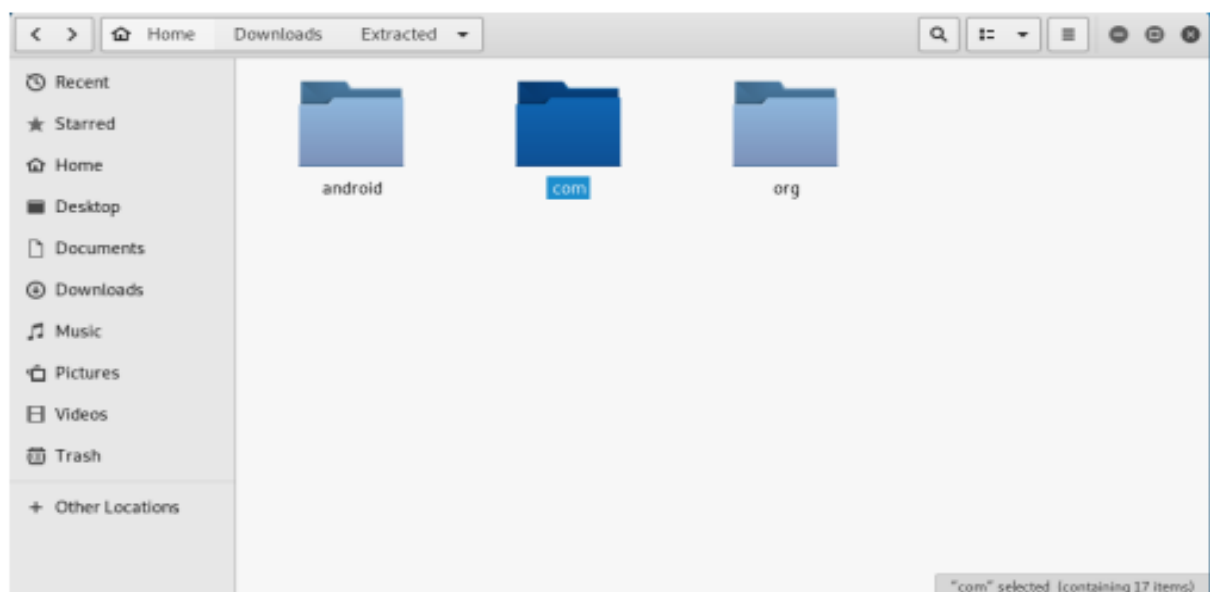 Home Downloads Extracted
Recent
Starred
Home
Desktop
Documents
Downloads
Music
Pictures
Videos
Trash
+ Other Locations
android com org
"com" selected (containing 17 items)